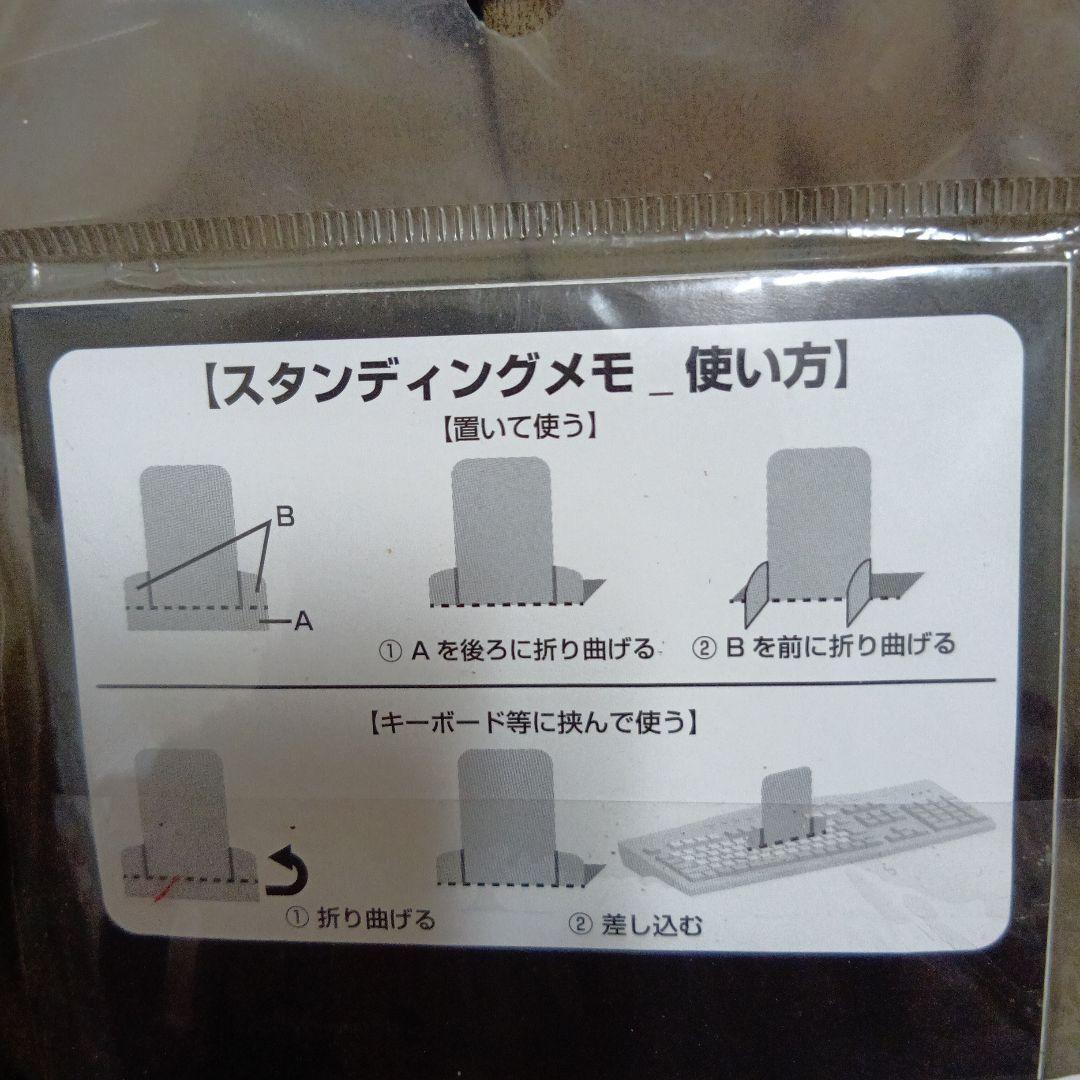 【スタンディングメモ_使い方】
【置いて使う】
B
A
① A を後ろに折り曲げる
② B を前に折り曲げる
【キーボード等に挟んで使う】
① 折り曲げる
② 差し込む